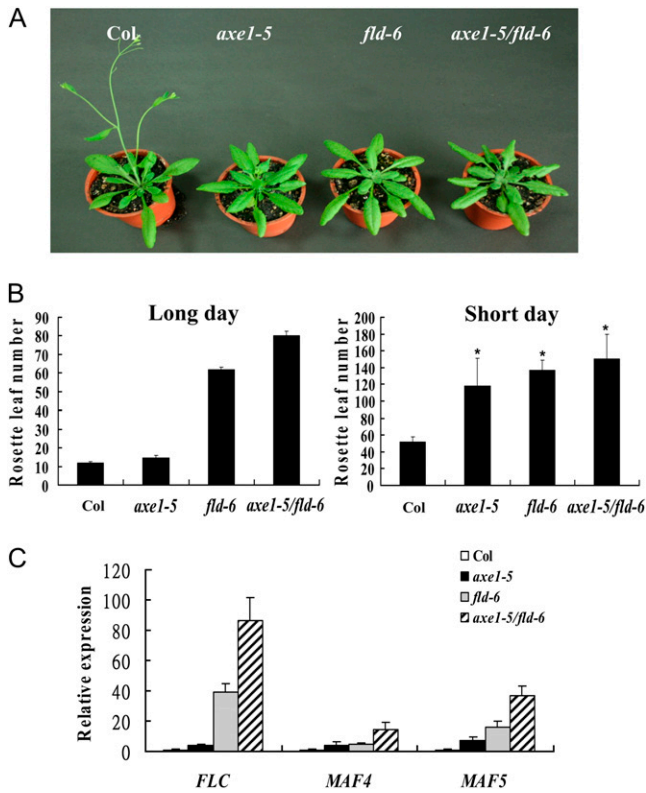 A
Col axe1-5 fld-6 axe1-5/fld-6
B
Long day
Rosette leaf number
90
80
70
60
50
40
30
20
10
0
Col axe1-5 fld-6 axe1-5/fld-6
Short day
Rosette leaf number
200
180
160
140
120
100
80
60
40
20
0
* * *
Col axe1-5 fld-6 axe1-5/fld-6
C
Relative expression
120
100
80
60
40
20
0
Col
axe1-5
fld-6
axe1-5/fld-6
FLC MAF4 MAF5